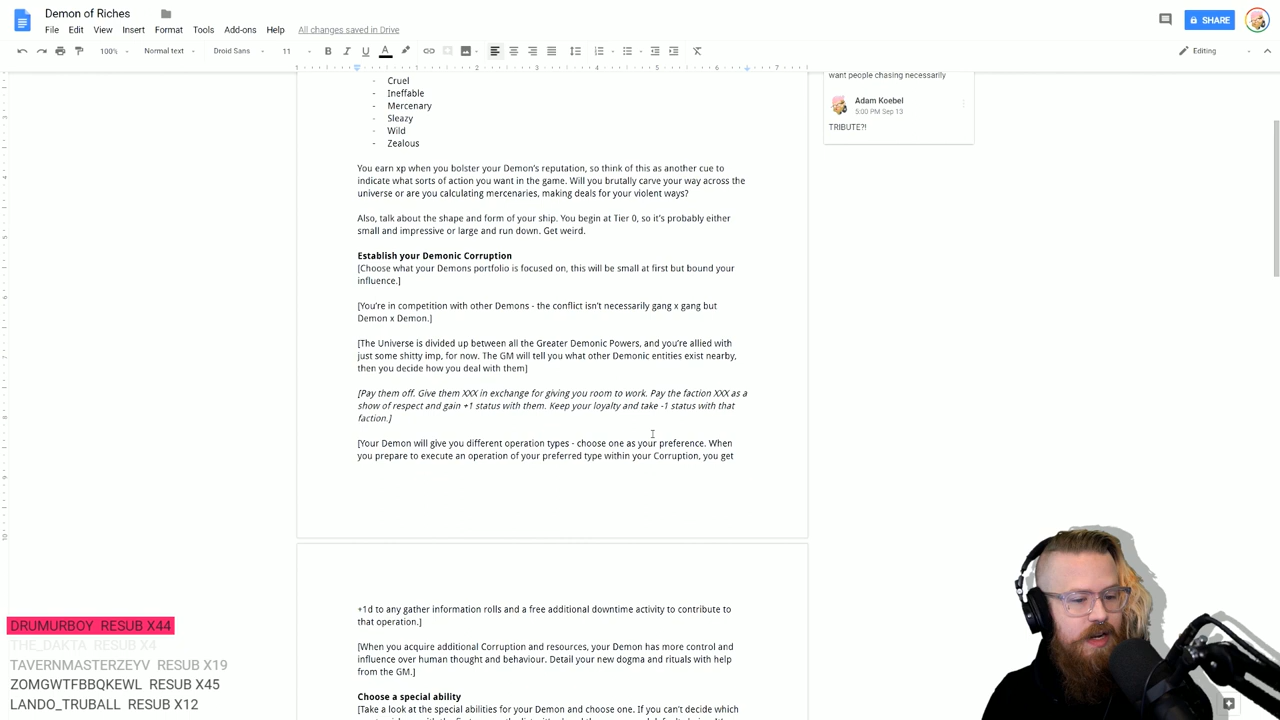 Demon of Riches
File Edit View Insert Format Tools Add-ons Help All changes saved in Drive
SHARE
100% Normal text Droid Sans 11 Editing
1 1 2 3 4 5 6 7
want people chasing necessarily
Adam Koebel
5:00 PM Sep 13
TRIBUTE?!
- Cruel
- Ineffable
- Mercenary
- Sleazy
- Wild
- Zealous
You earn xp when you bolster your Demon's reputation, so think of this as another cue to
indicate what sorts of action you want in the game. Will you brutally carve your way across the
universe or are you calculating mercenaries, making deals for your violent ways?
Also, talk about the shape and form of your ship. You begin at Tier 0, so it's probably either
small and impressive or large and run down. Get weird.
Establish your Demonic Corruption
[Choose what your Demons portfolio is focused on, this will be small at first but bound your
influence.]
[You're in competition with other Demons - the conflict isn't necessarily gang x gang but
Demon x Demon.]
[The Universe is divided up between all the Greater Demonic Powers, and you're allied with
just some shitty imp, for now. The GM will tell you what other Demonic entities exist nearby,
then you decide how you deal with them]
[Pay them off. Give them XXX in exchange for giving you room to work. Pay the faction XXX as a
show of respect and gain +1 status with them. Keep your loyalty and take -1 status with that
faction.]
[Your Demon will give you different operation types - choose one as your preference. When
you prepare to execute an operation of your preferred type within your Corruption, you get
+1d to any gather information rolls and a free additional downtime activity to contribute to
that operation.]
[When you acquire additional Corruption and resources, your Demon has more control and
influence over human thought and behaviour. Detail your new dogma and rituals with help
from the GM.]
Choose a special ability
[Take a look at the special abilities for your Demon and choose one. If you can't decide which
DRUMURBOY RESUB X44
THE_DAKTA RESUB X4
TAVERNMASTERZEYV RESUB X19
ZOMGWTFBBQKEWL RESUB X45
LANDO_TRUBALL RESUB X12